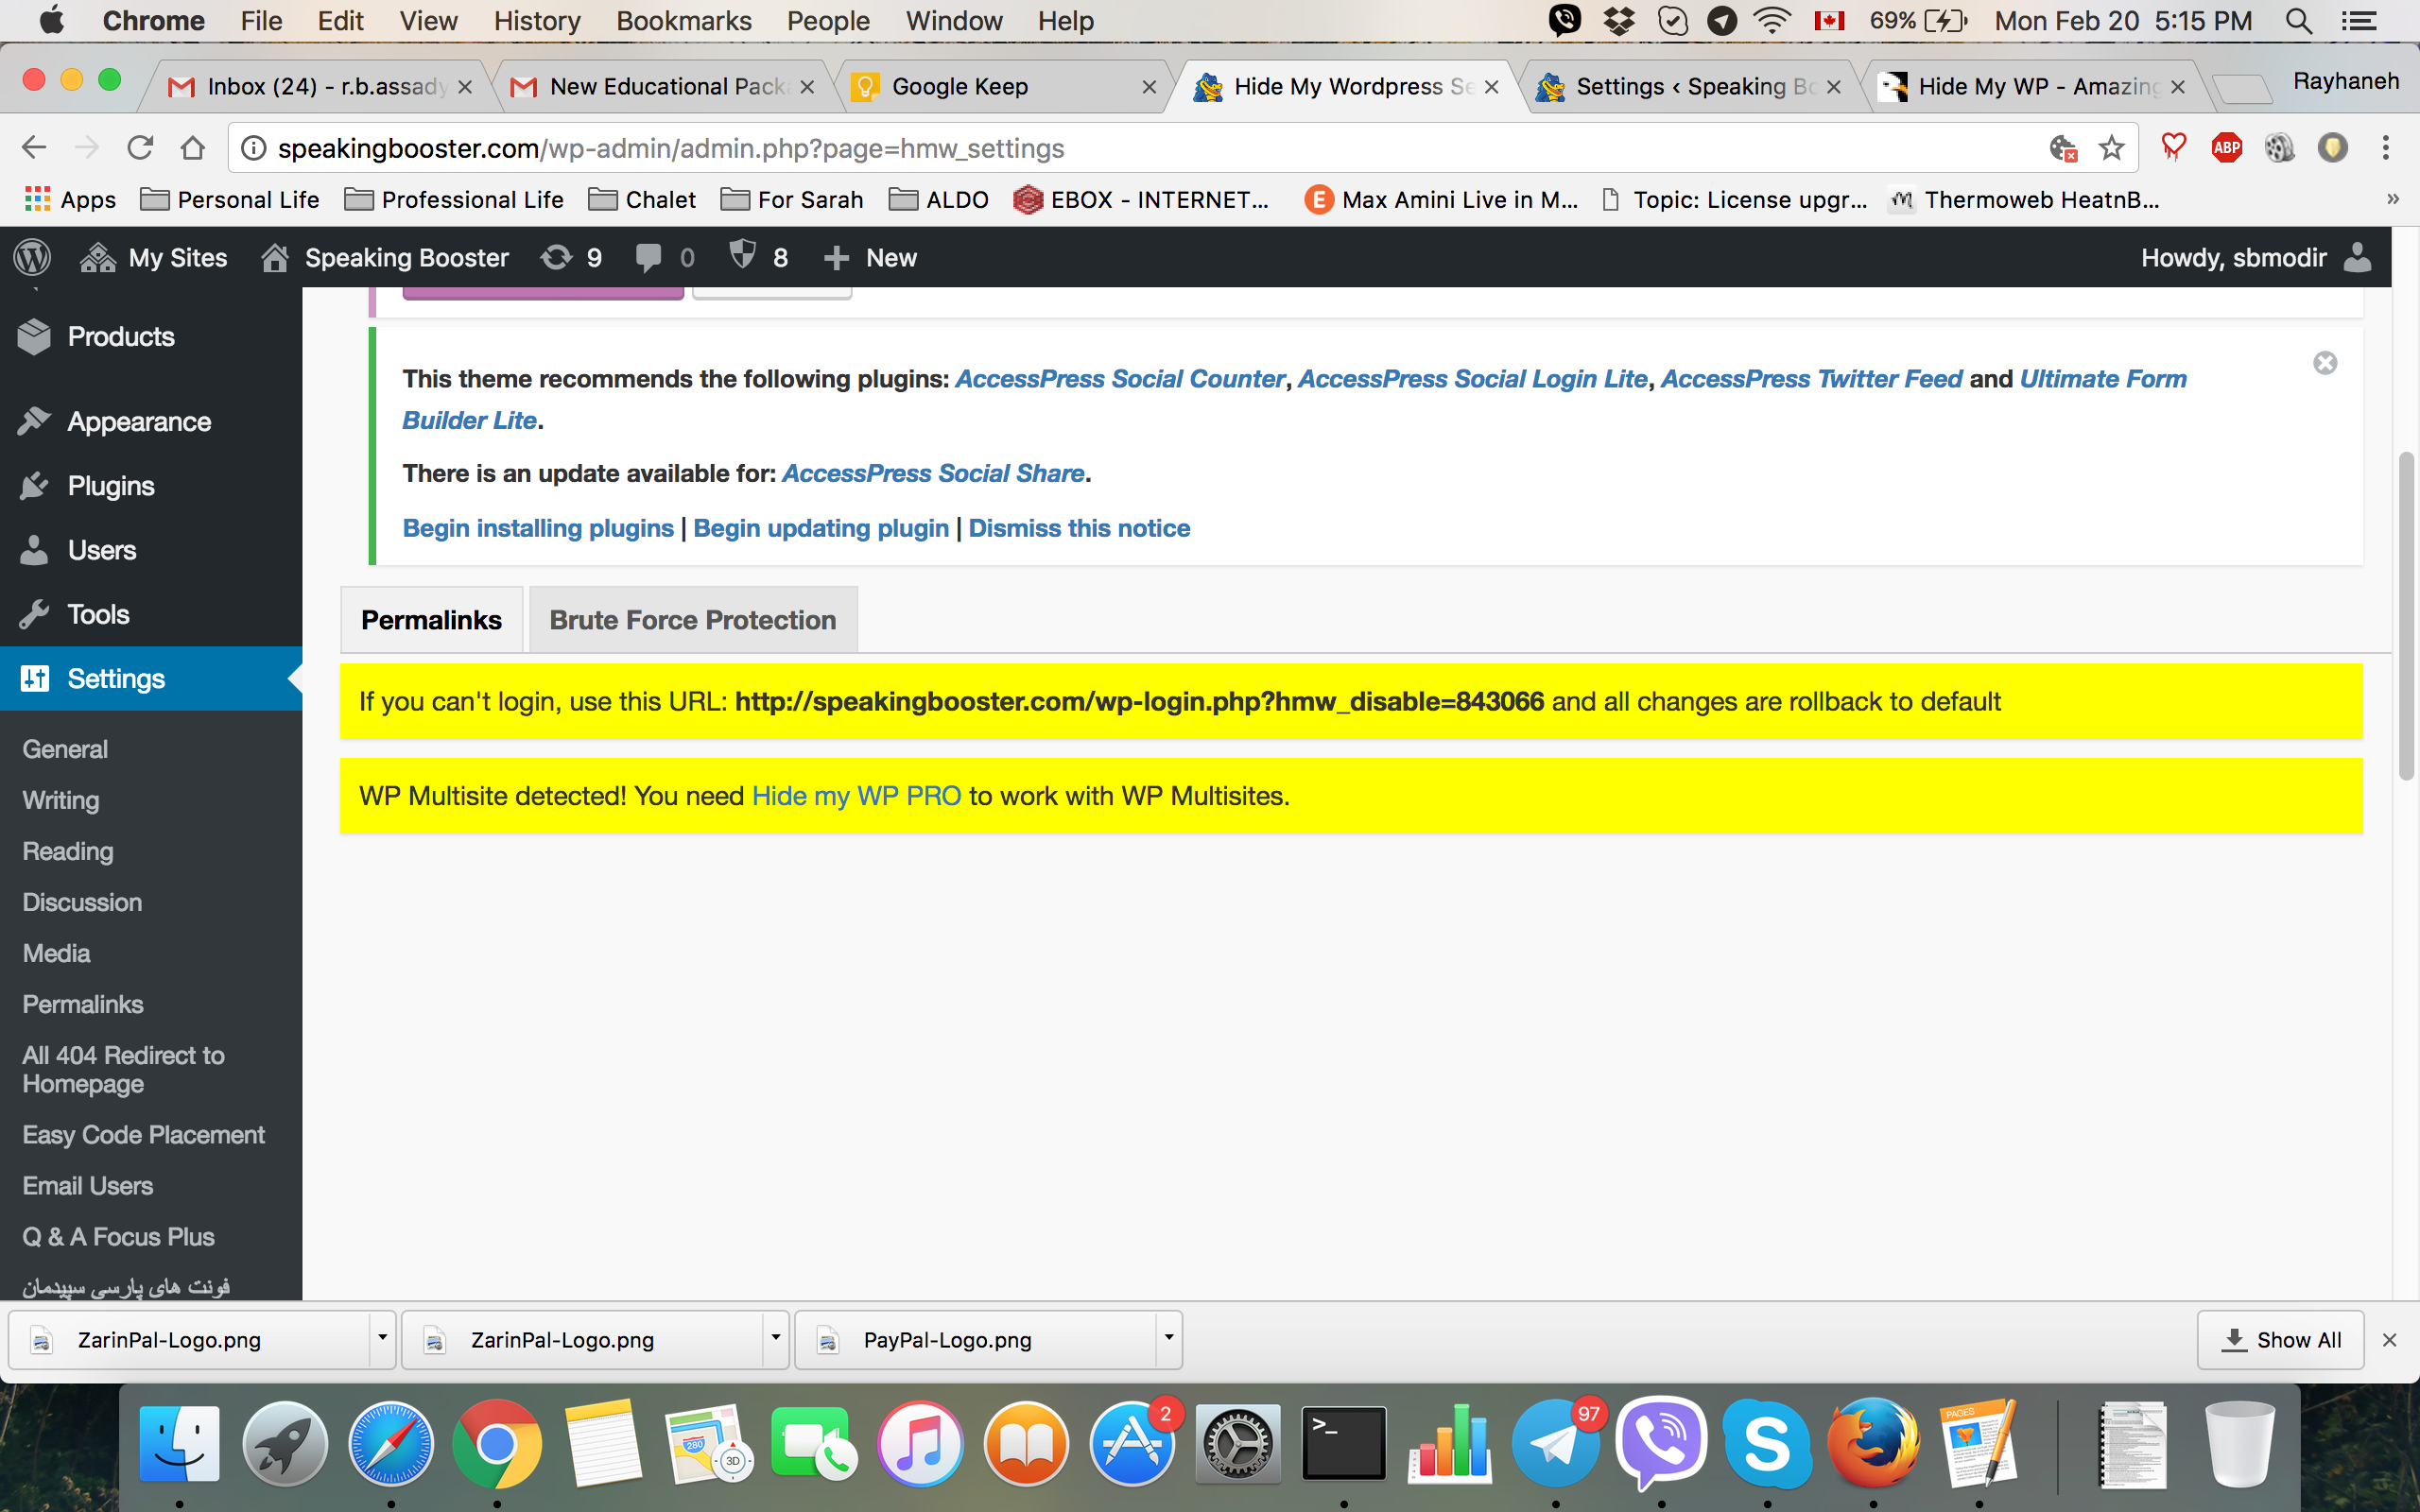 Chrome File Edit View History Bookmarks People Window Help 69% Mon Feb 20 5:15 PM
Inbox (24) - r.b.assady New Educational Pack Google Keep Hide My Wordpress Se Settings ‹ Speaking Bo Hide My WP - Amazing Rayhaneh
speakingbooster.com/wp-admin/admin.php?page=hmw_settings ABP
Apps Personal Life Professional Life Chalet For Sarah ALDO EBOX - INTERNET... E Max Amini Live in M... Topic: License upgr... Thermoweb HeatnB... »
My Sites Speaking Booster 9 0 8 New Howdy, sbmodir
Products
Appearance
Plugins
Users
Tools
Settings
General
Writing
Reading
Discussion
Media
Permalinks
All 404 Redirect to
Homepage
Easy Code Placement
Email Users
Q & A Focus Plus
فونت های پارسی سپیدمان
This theme recommends the following plugins: AccessPress Social Counter, AccessPress Social Login Lite, AccessPress Twitter Feed and Ultimate Form
Builder Lite.
There is an update available for: AccessPress Social Share.
Begin installing plugins | Begin updating plugin | Dismiss this notice
Permalinks Brute Force Protection
If you can't login, use this URL: http://speakingbooster.com/wp-login.php?hmw_disable=843066 and all changes are rollback to default
WP Multisite detected! You need Hide my WP PRO to work with WP Multisites.
ZarinPal-Logo.png ZarinPal-Logo.png PayPal-Logo.png Show All
280 3D 2 >_ 97 S PAGES